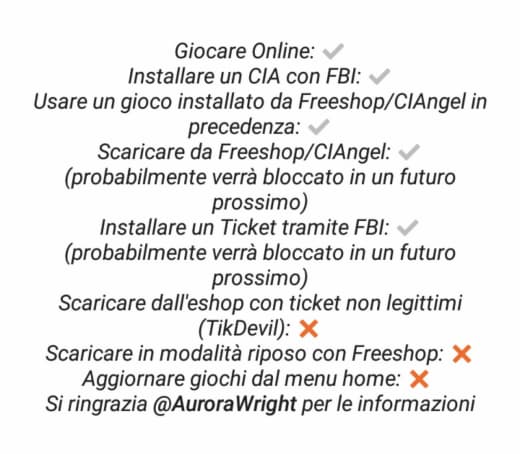 Giocare Online: ✔
Installare un CIA con FBI: ✔
Usare un gioco installato da Freeshop/CIAngel in
precedenza: ✔
Scaricare da Freeshop/CIAngel: ✔
(probabilmente verrà bloccato in un futuro
prossimo)
Installare un Ticket tramite FBI: ✔
(probabilmente verrà bloccato in un futuro
prossimo)
Scaricare dall'eshop con ticket non legittimi
(TikDevil): ❌
Scaricare in modalità riposo con Freeshop: ❌
Aggiornare giochi dal menu home: ❌
Si ringrazia @AuroraWright per le informazioni